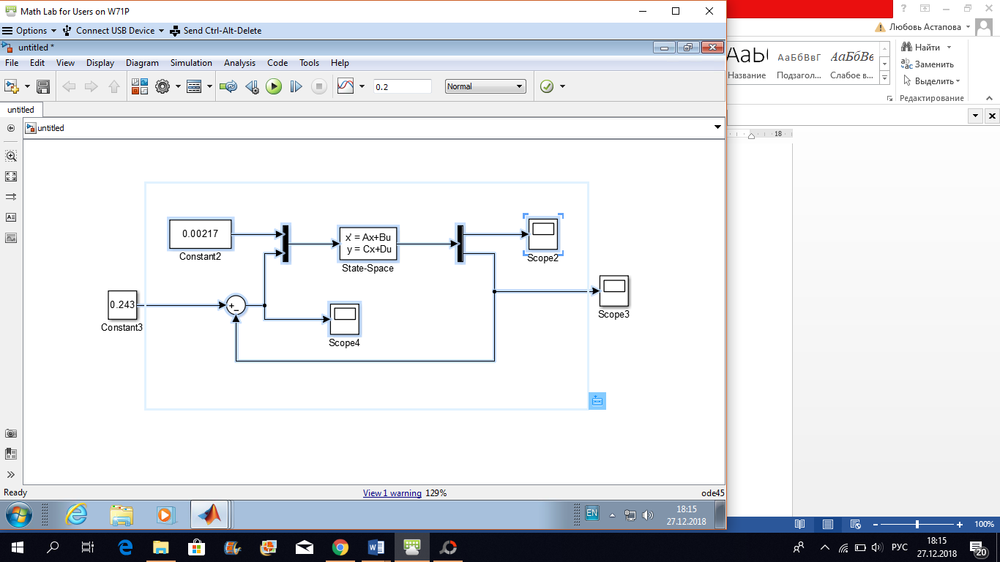 Math Lab for Users on W71P
Options Connect USB Device Send Ctrl-Alt-Delete
untitled *
File Edit View Display Diagram Simulation Analysis Code Tools Help
0.2 Normal
untitled
untitled
0.00217
Constant2
x' = Ax+Bu
y = Cx+Du
State-Space
Scope2
0.243
Constant3
+
−
Scope4
Scope3
Ready View 1 warning 129% ode45
EN
18:15
27.12.2018
?
Любовь Астапова
АаБбВвГ
АаБбВв
Название Подзагол... Слабое в...
Найти
Заменить
Выделить
Редактирование
18
100%
РУС
18:15
27.12.2018
20